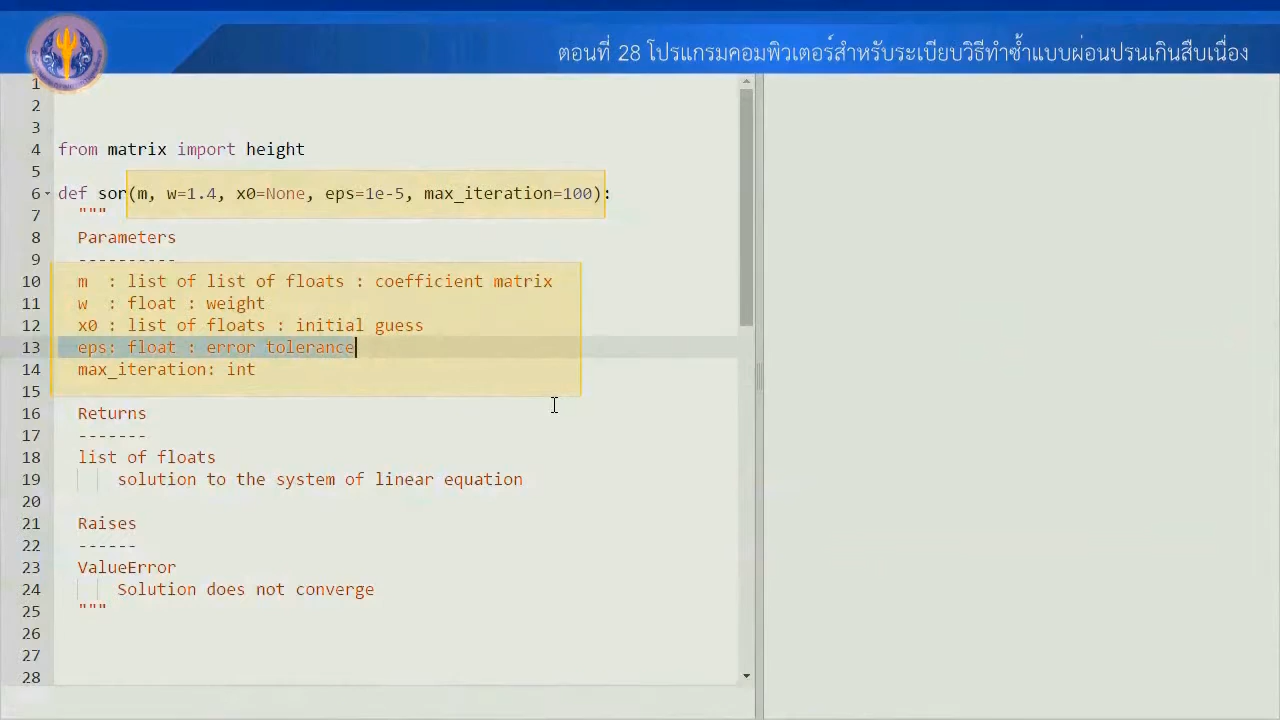 ตอนที่ 28 โปรแกรมคอมพิวเตอร์สำหรับระเบียบวิธีทำซ้ำแบบผ่อนปรนเกินสืบเนื่อง
1
2
3
4 from matrix import height
5
6 def sor(m, w=1.4, x0=None, eps=1e-5, max_iteration=100):
7 """
8 Parameters
9 ----------
10 m  : list of list of floats : coefficient matrix
11 w  : float : weight
12 x0 : list of floats : initial guess
13 eps: float : error tolerance
14 max_iteration: int
15
16 Returns
17 -------
18 list of floats
19 solution to the system of linear equation
20
21 Raises
22 ------
23 ValueError
24 Solution does not converge
25 """
26
27
28